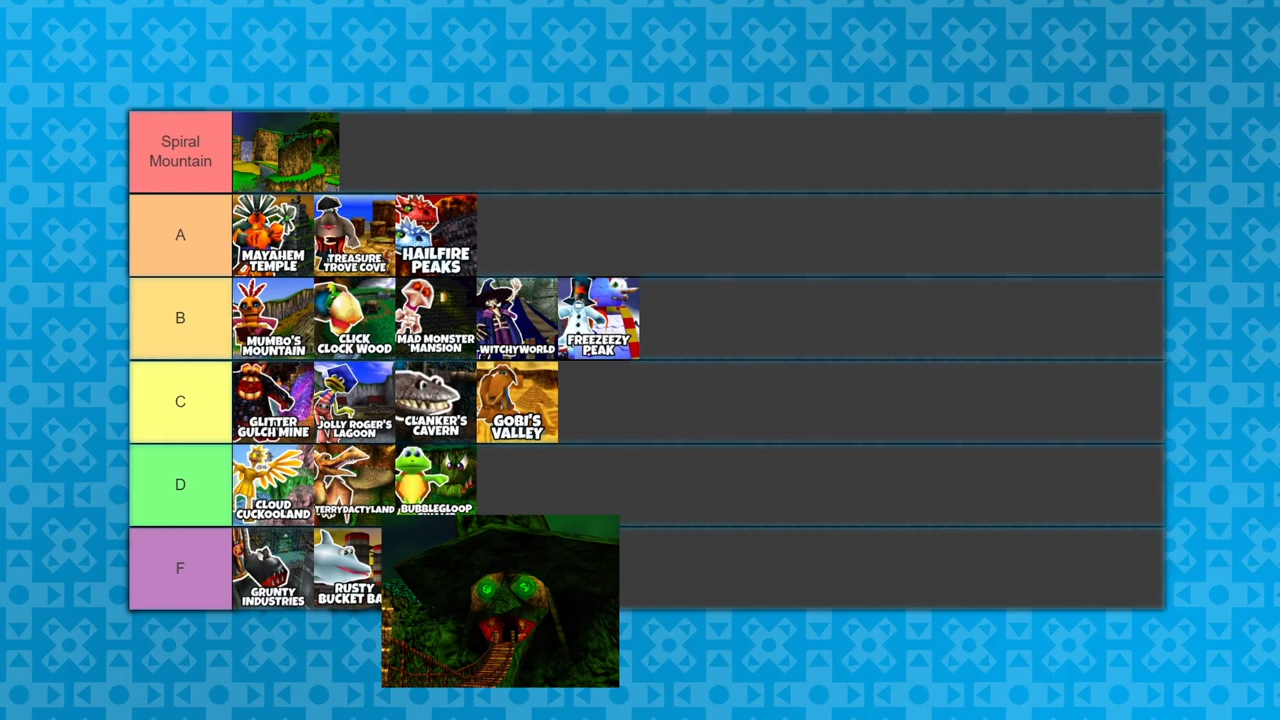 Spiral
Mountain
A
MAYAHEM
TEMPLE
TREASURE
TROVE COVE
HAILFIRE
PEAKS
B
MUMBO'S
MOUNTAIN
CLICK
CLOCK WOOD
MAD MONSTER
MANSION
WITCHYWORLD
FREEZEEZY
PEAK
C
GLITTER
GULCH MINE
JOLLY ROGER'S
LAGOON
CLANKER'S
CAVERN
GOBI'S
VALLEY
D
CLOUD
CUCKOOLAND
TERRYDACTYLAND
BUBBLEGLOOP
F
GRUNTY
INDUSTRIES
RUSTY
BUCKET BA